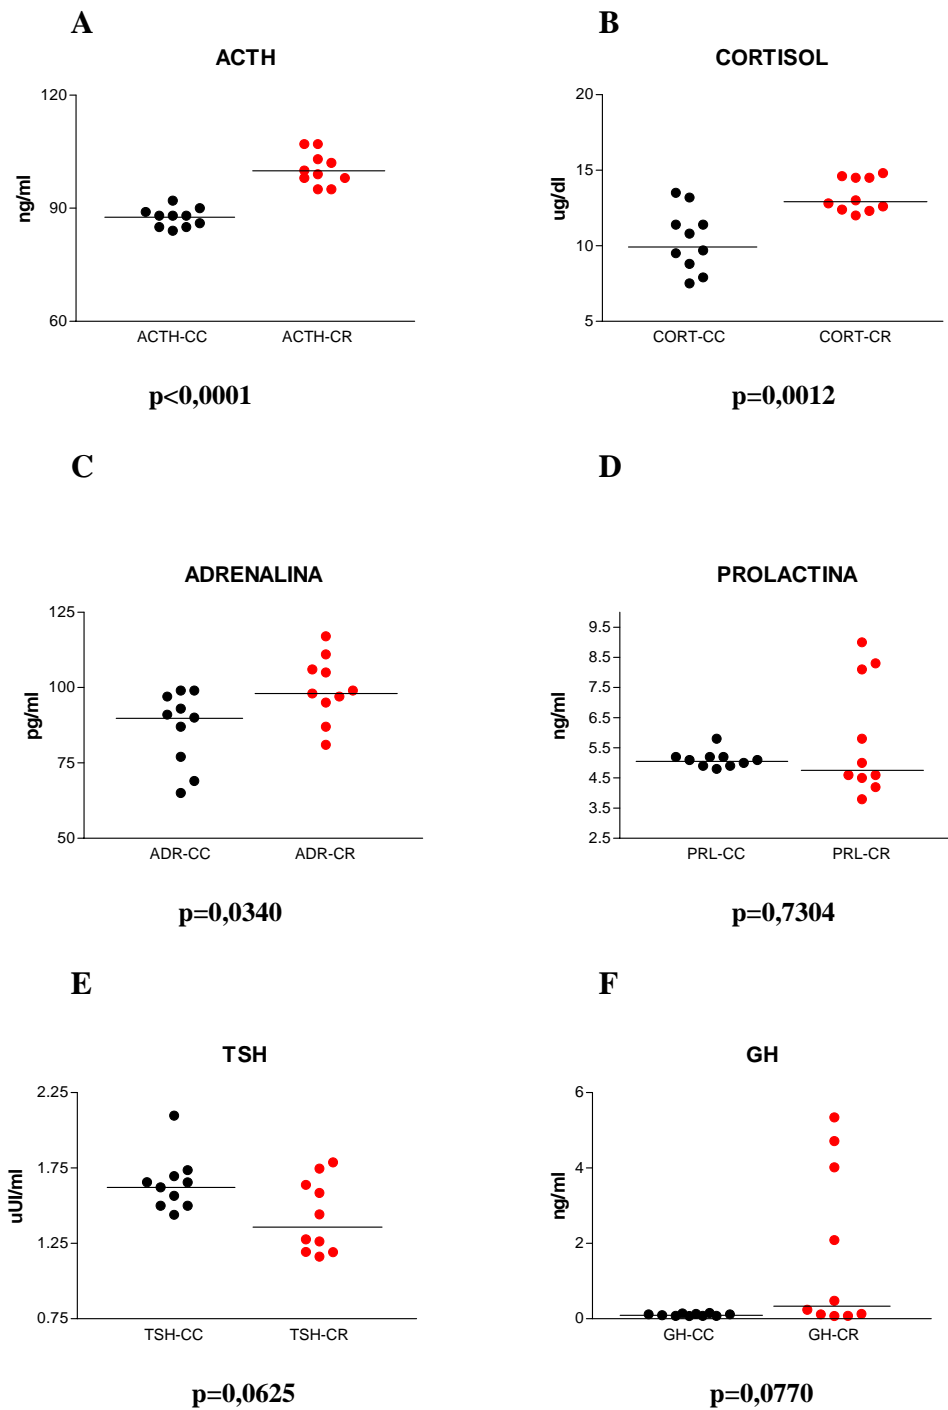 A
ACTH
120
90
60
ng/ml
ACTH-CC
ACTH-CR
p<0,0001
B
CORTISOL
20
15
10
5
ug/dl
CORT-CC
CORT-CR
p=0,0012
C
ADRENALINA
125
100
75
50
pg/ml
ADR-CC
ADR-CR
p=0,0340
D
PROLACTINA
9.5
8.5
7.5
6.5
5.5
4.5
3.5
2.5
ng/ml
PRL-CC
PRL-CR
p=0,7304
E
TSH
2.25
1.75
1.25
0.75
uUI/ml
TSH-CC
TSH-CR
p=0,0625
F
GH
6
4
2
0
ng/ml
GH-CC
GH-CR
p=0,0770